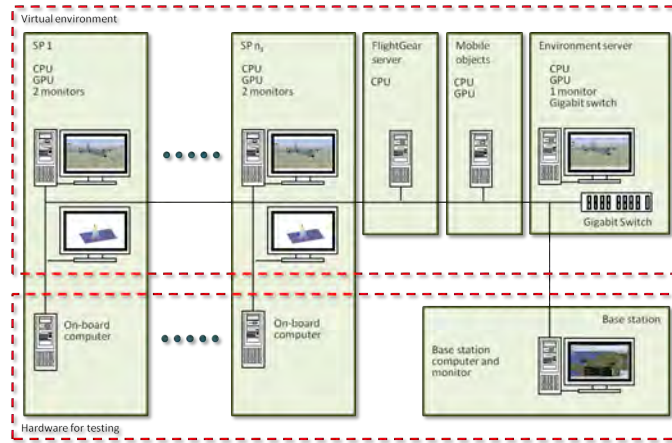 Virtual environment
SP 1
CPU
GPU
2 monitors
SP nₛ
CPU
GPU
2 monitors
FlightGear
server
CPU
Mobile
objects
CPU
GPU
Environment server
CPU
GPU
1 monitor
Gigabit switch
Gigabit Switch
On-board
computer
On-board
computer
Base station
Base station
computer and
monitor
Hardware for testing